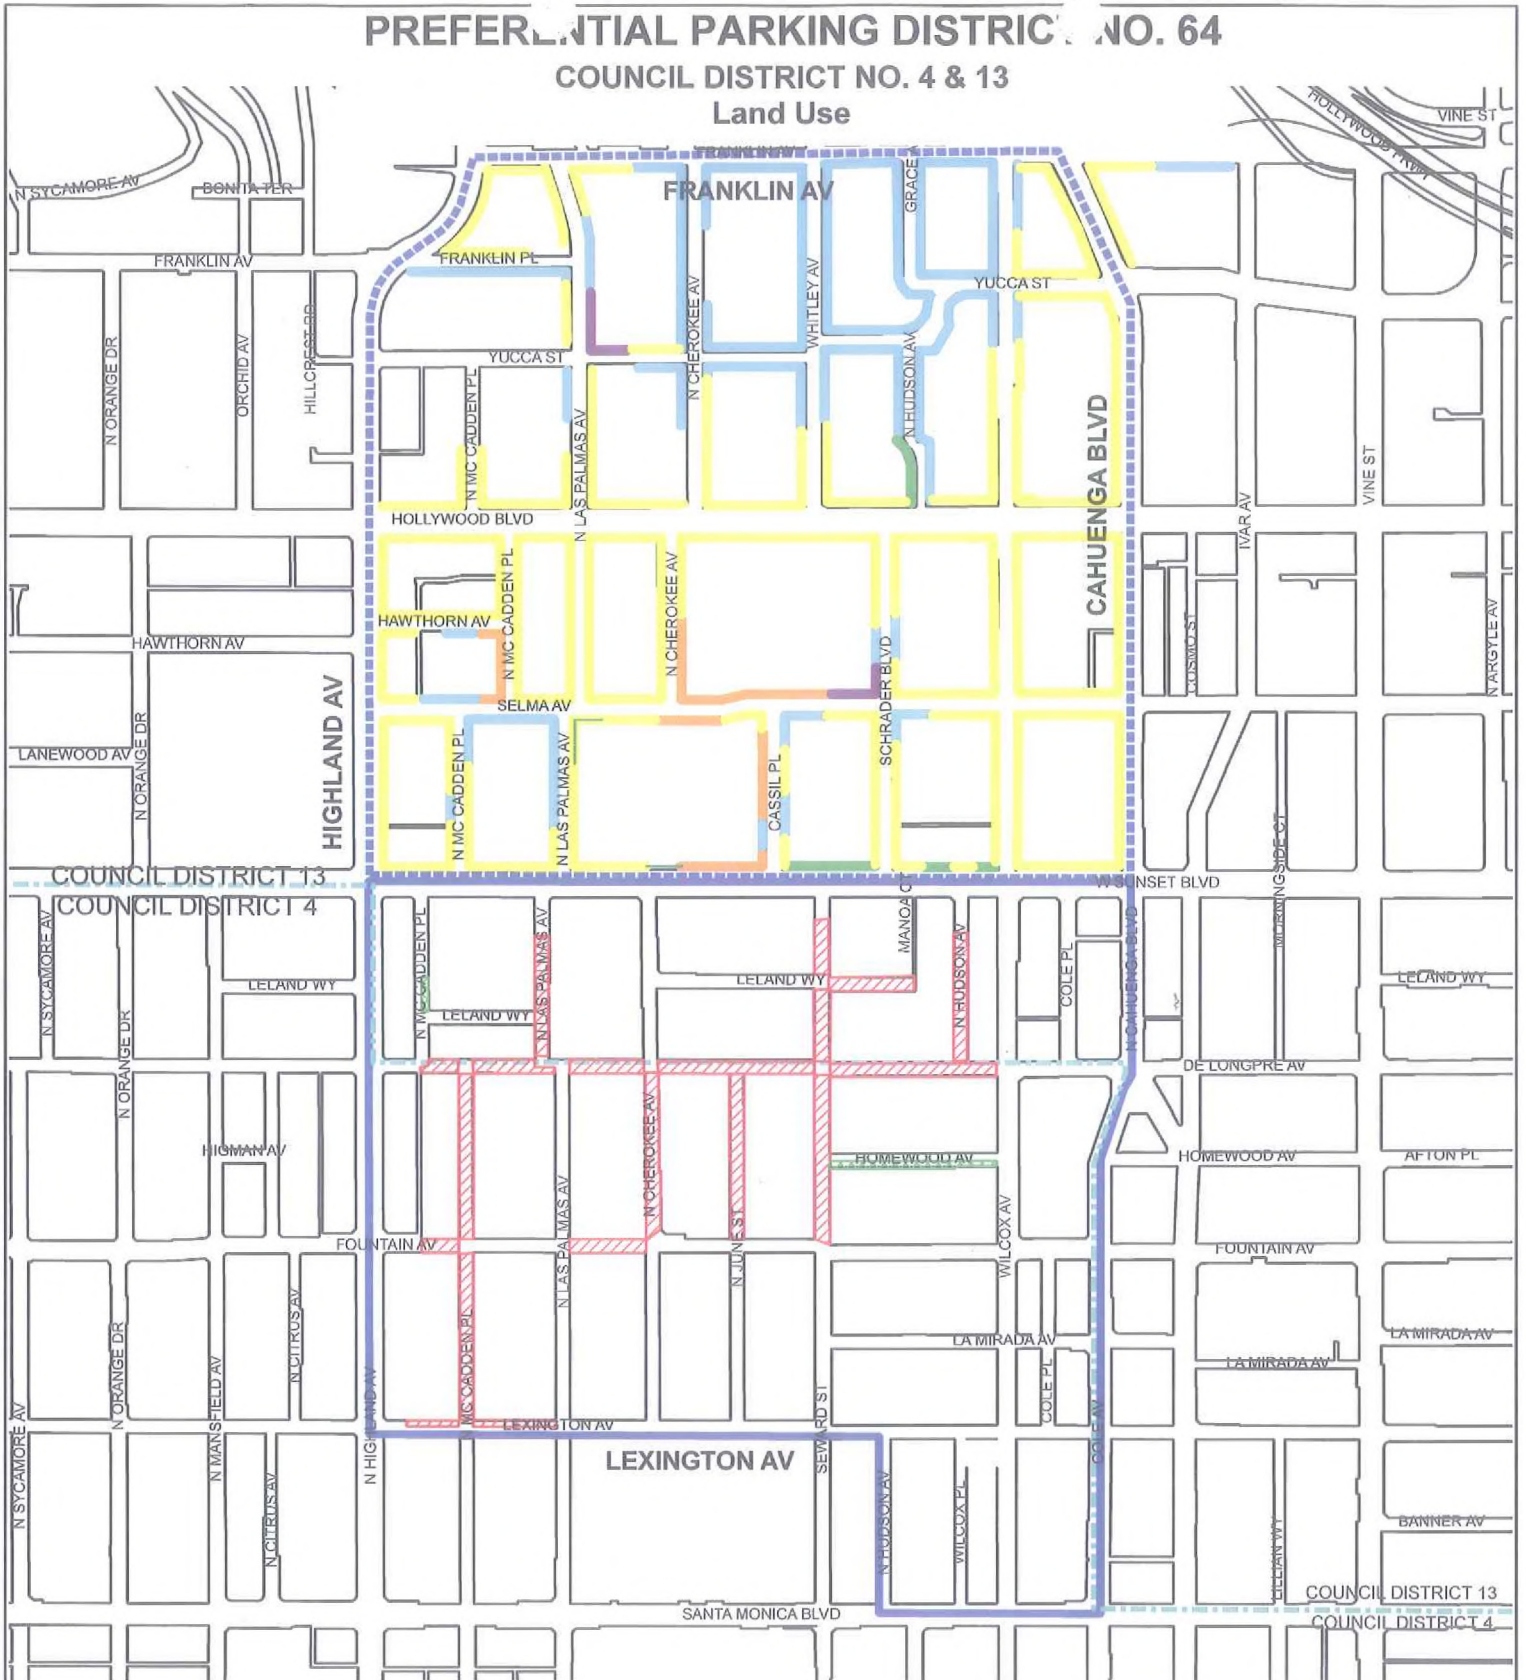 PREFERENTIAL PARKING DISTRICT NO. 64
COUNCIL DISTRICT NO. 4 & 13
Land Use
HOLLYWOOD FRWY
VINE ST
FRANKLIN AV
N SYCAMORE AV
BONITA TER
FRANKLIN AV
GRACE A
FRANKLIN AV
FRANKLIN PL
YUCCA ST
N ORANGE DR
ORCHID AV
HILLCREST RD
YUCCA ST
N CHEROKEE AV
WHITLEY AV
N HUDSON AV
N MC CADDEN PL
N LAS PALMAS AV
CAHUENGA BLVD
IVAR AV
VINE ST
HOLLYWOOD BLVD
N MC CADDEN PL
N CHEROKEE AV
HAWTHORN AV
HAWTHORN AV
SCHRADER BLVD
COSMO ST
N ARGYLE AV
SELMA AV
HIGHLAND AV
LANEWOOD AV
N ORANGE DR
N MC CADDEN PL
N LAS PALMAS AV
CASSIL PL
MORNINGSIDE CT
COUNCIL DISTRICT 13
W SUNSET BLVD
COUNCIL DISTRICT 4
N SYCAMORE AV
N MC CADDEN PL
N LAS PALMAS AV
MANOA CT
N HUDSON AV
COLE PL
N CAHUENGA BLVD
LELAND WY
LELAND WY
LELAND WY
LELAND WY
N ORANGE DR
DE LONGPRE AV
HIGMAN AV
N CHEROKEE AV
HOMEWOOD AV
HOMEWOOD AV
AFTON PL
N LAS PALMAS AV
N JUNE ST
WILCOX AV
FOUNTAIN AV
FOUNTAIN AV
N ORANGE DR
N CITRUS AV
N MC CADDEN PL
LA MIRADA AV
LA MIRADA AV
LA MIRADA AV
N MANSFIELD AV
N HIGHLAND AV
COLE PL
COLE AV
SEWARD ST
LEXINGTON AV
LEXINGTON AV
N SYCAMORE AV
N CITRUS AV
N HUDSON AV
WILCOX PL
LILLIAN WY
BANNER AV
COUNCIL DISTRICT 13
SANTA MONICA BLVD
COUNCIL DISTRICT 4